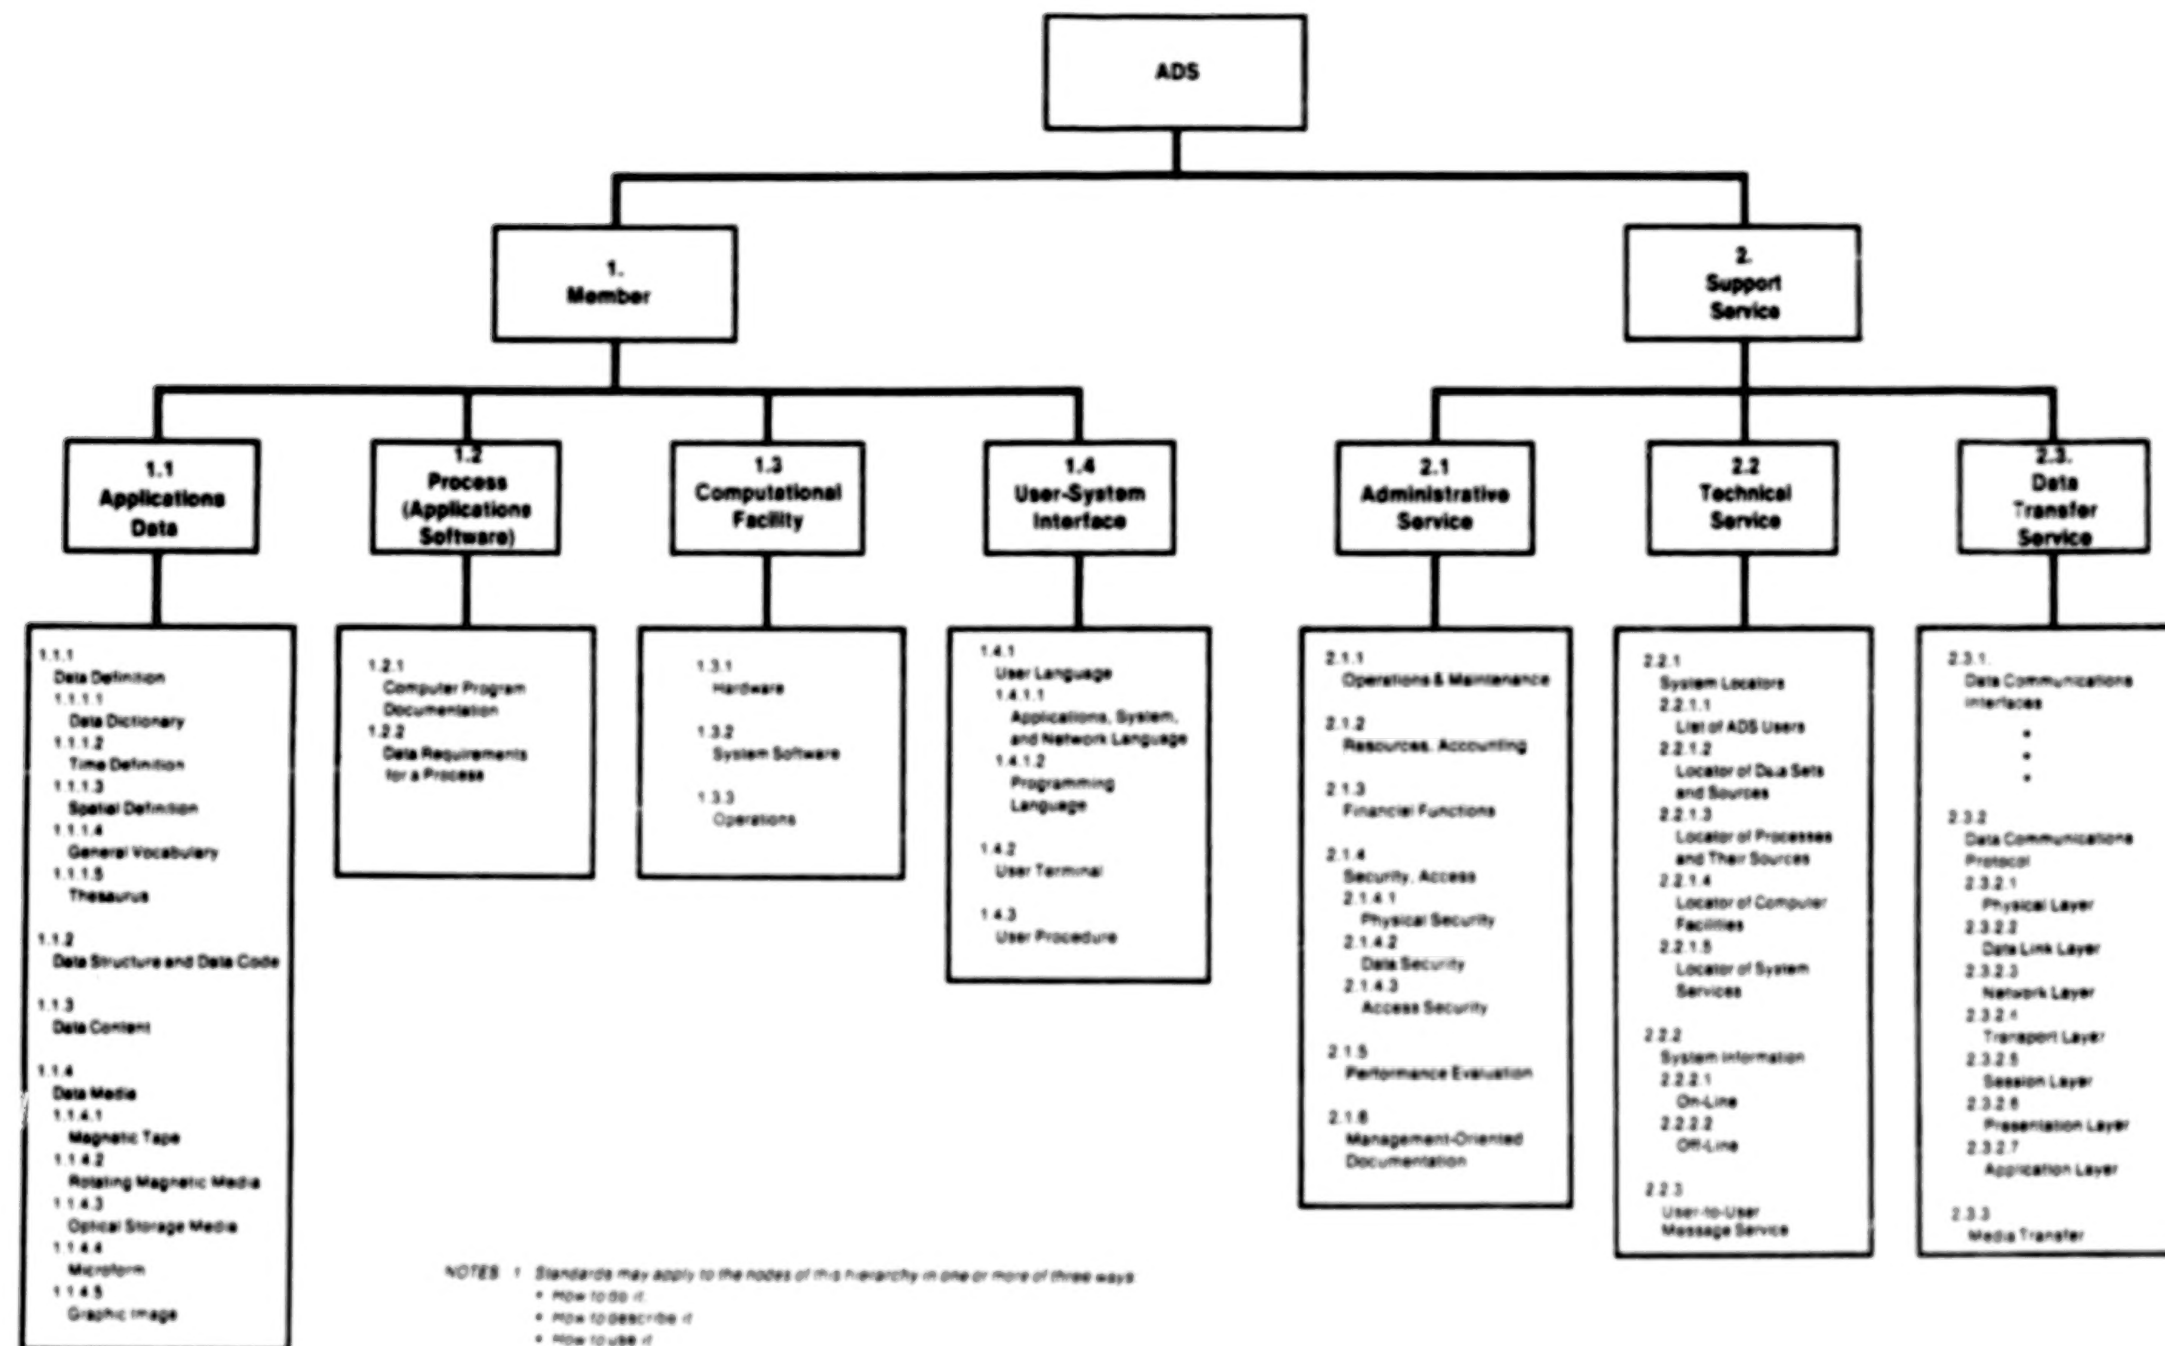 ADS
1.
Member
2.
Support
Service
1.1
Applications
Data
1.2
Process
(Applications
Software)
1.3
Computational
Facility
1.4
User-System
Interface
2.1
Administrative
Service
2.2
Technical
Service
2.3.
Data
Transfer
Service
1.1.1
Data Definition
1.1.1.1
Data Dictionary
1.1.1.2
Time Definition
1.1.1.3
Spatial Definition
1.1.1.4
General Vocabulary
1.1.1.5
Thesaurus
1.1.2
Data Structure and Data Code
1.1.3
Data Content
1.1.4
Data Media
1.1.4.1
Magnetic Tape
1.1.4.2
Rotating Magnetic Media
1.1.4.3
Optical Storage Media
1.1.4.4
Microform
1.1.4.5
Graphic Image
1.2.1
Computer Program
Documentation
1.2.2
Data Requirements
for a Process
1.3.1
Hardware
1.3.2
System Software
1.3.3
Operations
1.4.1
User Language
1.4.1.1
Applications, System,
and Network Language
1.4.1.2
Programming
Language
1.4.2
User Terminal
1.4.3
User Procedure
2.1.1
Operations & Maintenance
2.1.2
Resources, Accounting
2.1.3
Financial Functions
2.1.4
Security, Access
2.1.4.1
Physical Security
2.1.4.2
Data Security
2.1.4.3
Access Security
2.1.5
Performance Evaluation
2.1.6
Management-Oriented
Documentation
2.2.1
System Locators
2.2.1.1
List of ADS Users
2.2.1.2
Locator of Data Sets
and Sources
2.2.1.3
Locator of Processes
and Their Sources
2.2.1.4
Locator of Computer
Facilities
2.2.1.5
Locator of System
Services
2.2.2
System Information
2.2.2.1
On-Line
2.2.2.2
Off-Line
2.2.3
User-to-User
Message Service
2.3.1.
Data Communications
Interfaces
•
•
•
2.3.2
Data Communications
Protocol
2.3.2.1
Physical Layer
2.3.2.2
Data Link Layer
2.3.2.3
Network Layer
2.3.2.4
Transport Layer
2.3.2.5
Session Layer
2.3.2.6
Presentation Layer
2.3.2.7
Application Layer
2.3.3
Media Transfer
NOTES 1 Standards may apply to the nodes of this hierarchy in one or more of three ways:
• How to do it.
• How to describe it
• How to use it